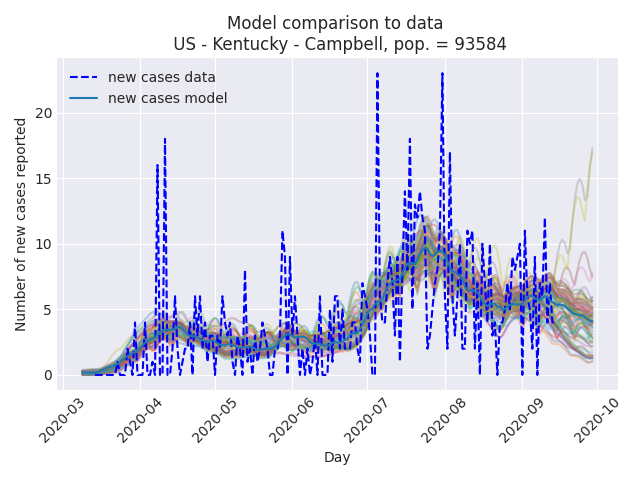 Model comparison to data
US - Kentucky - Campbell, pop. = 93584
new cases data
new cases model
Number of new cases reported
20
15
10
5
0
2020-03
2020-04
2020-05
2020-06
2020-07
2020-08
2020-09
2020-10
Day